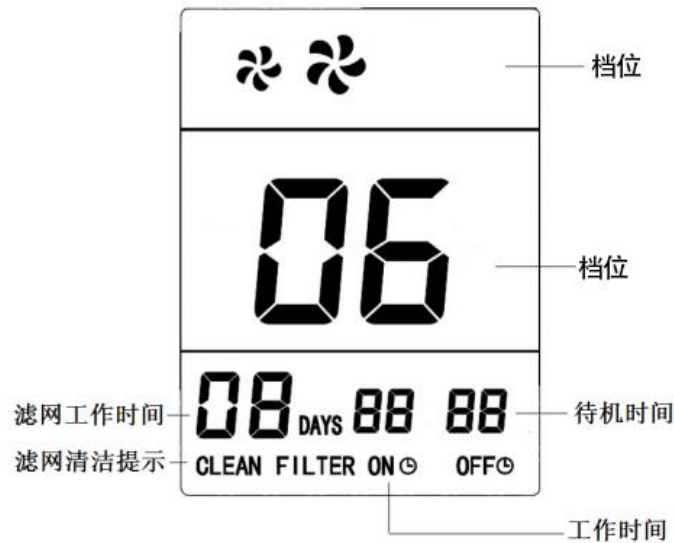 档位
06
档位
滤网工作时间
08 DAYS 88 88
待机时间
滤网清洁提示
CLEAN FILTER ON OFF
工作时间